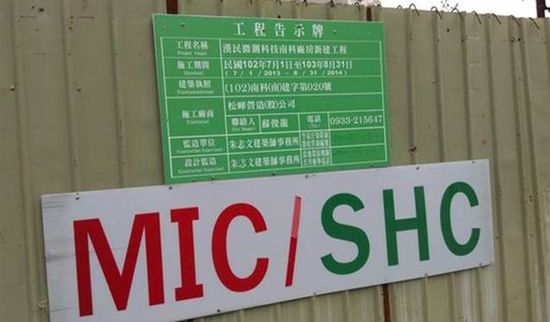 工程告示牌
工程名稱 漢民微測科技南科廠房新建工程
施工期間 民國102年7月1日至103年8月31日
(7/1/2013-8/31/2014)
建築執照 (102)南科(南)建字第020號
施工廠商 松暉營造(股)公司
聯絡人 蘇俊龍 電話 0933-215647
監造單位 朱志文建築師事務所
設計監造 朱志文建築師事務所
MIC/SHC